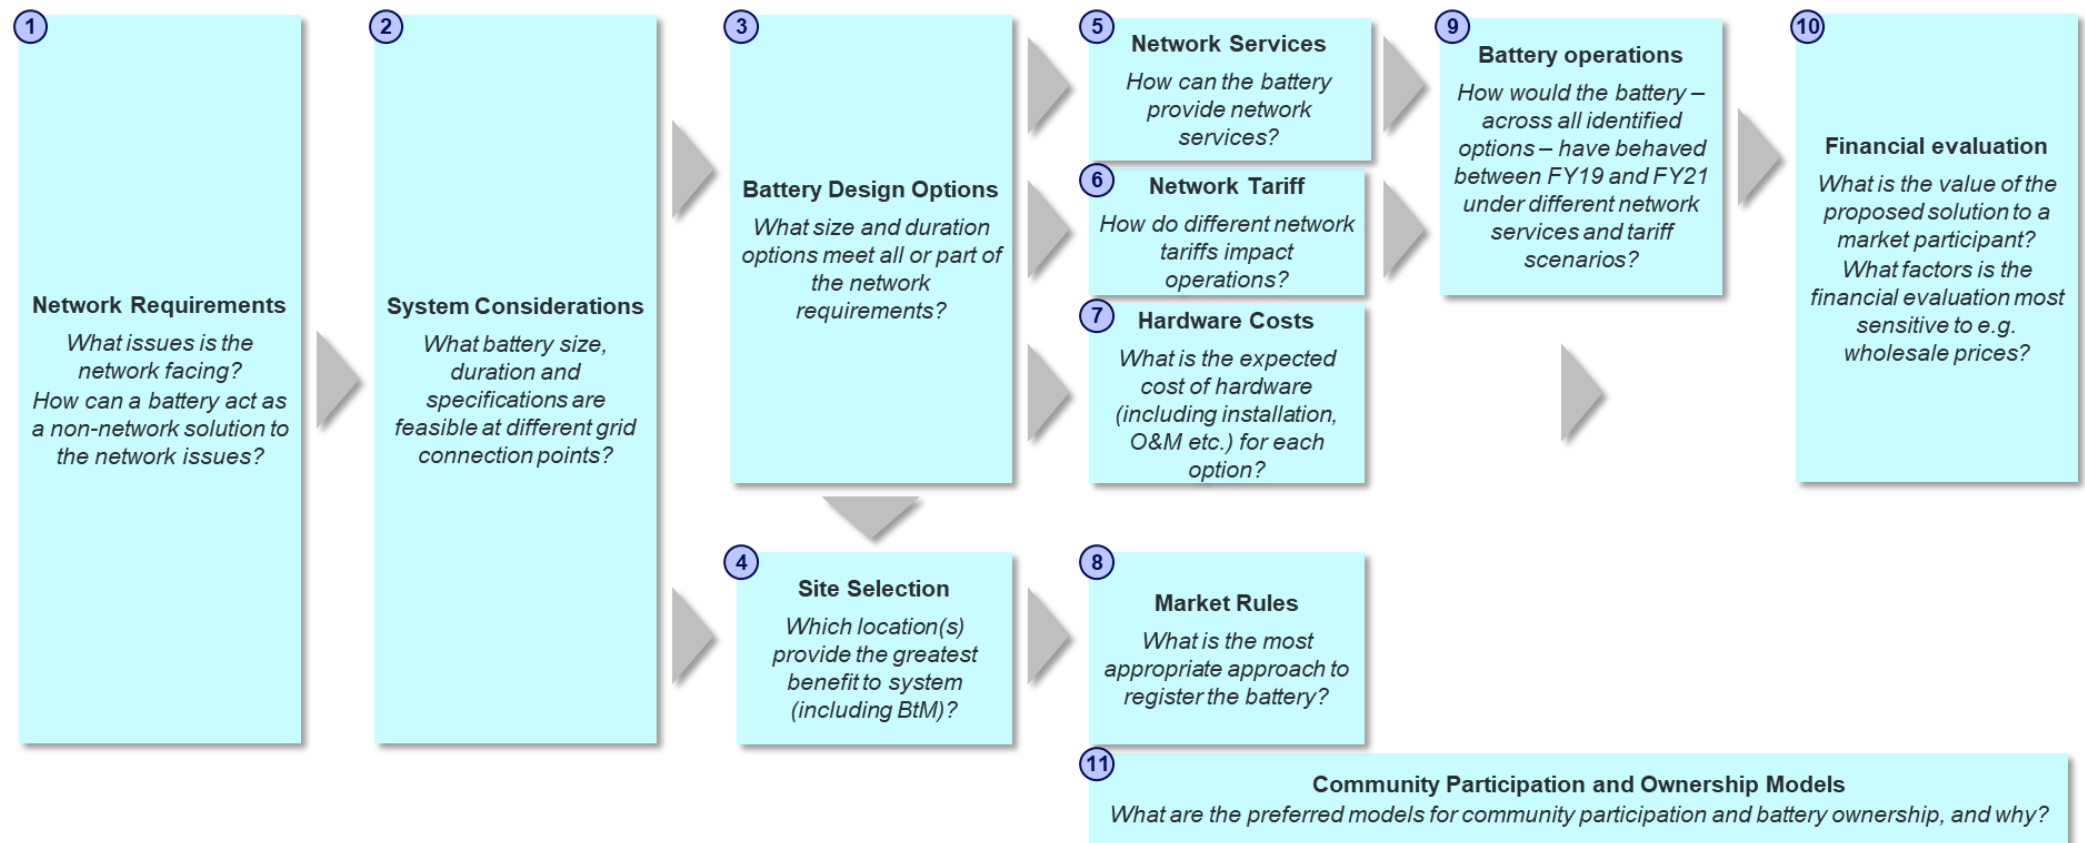 1
Network Requirements
What issues is the
network facing?
How can a battery act as
a non-network solution to
the network issues?
2
System Considerations
What battery size,
duration and
specifications are
feasible at different grid
connection points?
3
Battery Design Options
What size and duration
options meet all or part of
the network
requirements?
4
Site Selection
Which location(s)
provide the greatest
benefit to system
(including BtM)?
5
Network Services
How can the battery
provide network
services?
6
Network Tariff
How do different network
tariffs impact
operations?
7
Hardware Costs
What is the expected
cost of hardware
(including installation,
O&M etc.) for each
option?
8
Market Rules
What is the most
appropriate approach to
register the battery?
9
Battery operations
How would the battery –
across all identified
options – have behaved
between FY19 and FY21
under different network
services and tariff
scenarios?
10
Financial evaluation
What is the value of the
proposed solution to a
market participant?
What factors is the
financial evaluation most
sensitive to e.g.
wholesale prices?
11
Community Participation and Ownership Models
What are the preferred models for community participation and battery ownership, and why?